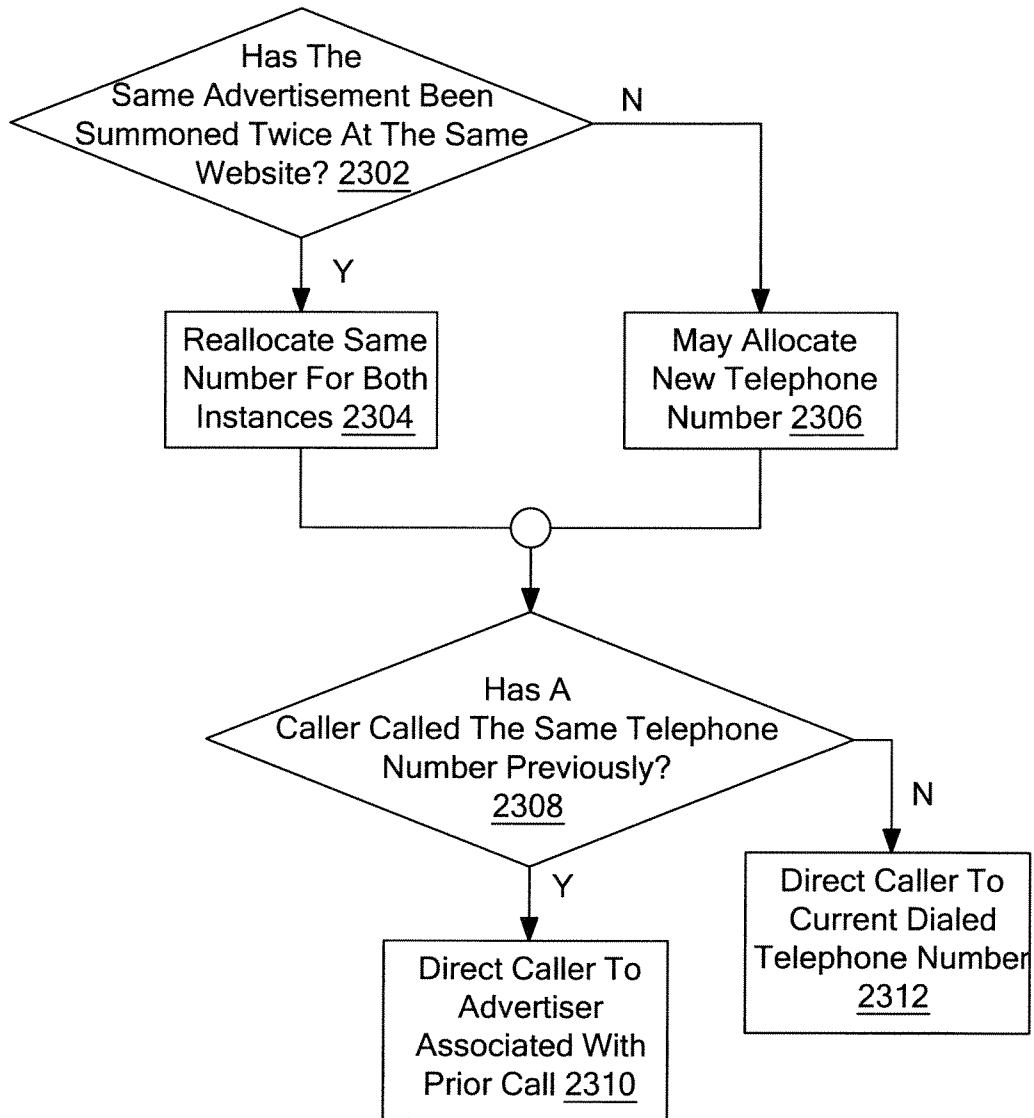 Has The
Same Advertisement Been
Summoned Twice At The Same
Website? 2302
N
Y
Reallocate Same
Number For Both
Instances 2304
May Allocate
New Telephone
Number 2306
Has A
Caller Called The Same Telephone
Number Previously?
2308
N
Y
Direct Caller To
Current Dialed
Telephone Number
2312
Direct Caller To
Advertiser
Associated With
Prior Call 2310